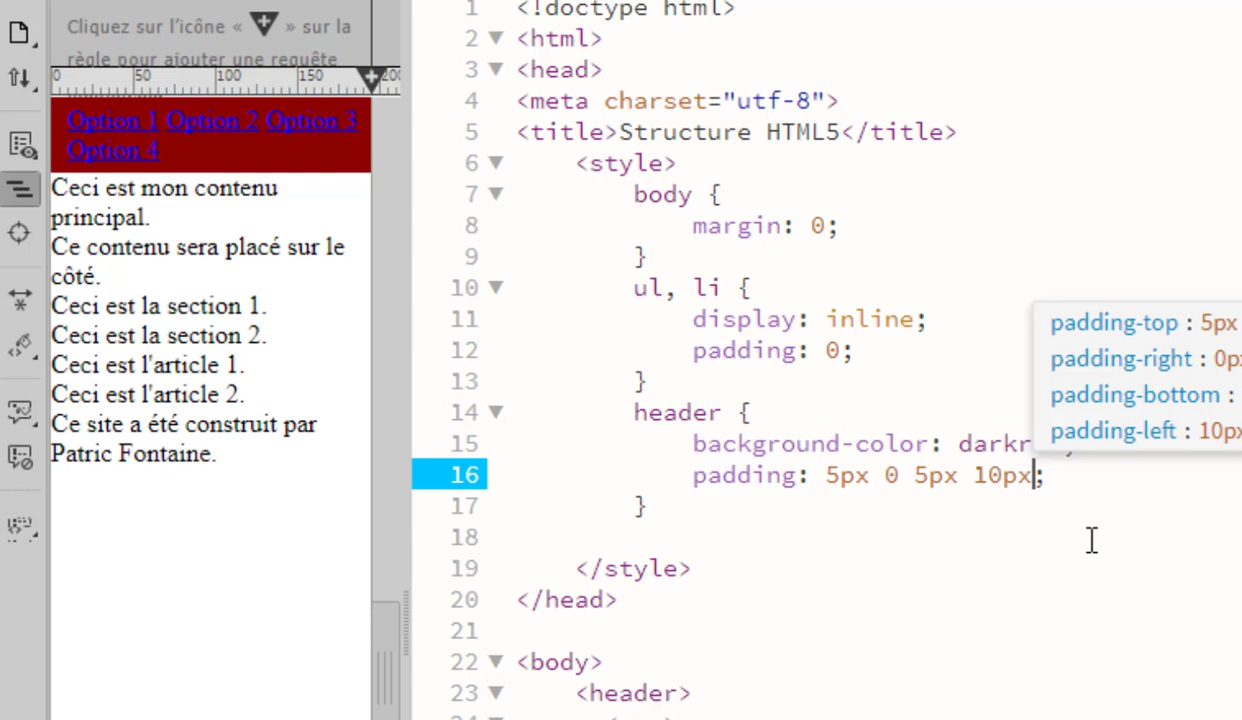 Cliquez sur l'icône « » sur la
règle pour ajouter une requête
0 50 100 150 200
Option 1 Option 2 Option 3
Option 4
Ceci est mon contenu
principal.
Ce contenu sera placé sur le
côté.
Ceci est la section 1.
Ceci est la section 2.
Ceci est l'article 1.
Ceci est l'article 2.
Ce site a été construit par
Patric Fontaine.
1 <!doctype html>
2 <html>
3 <head>
4 <meta charset="utf-8">
5 <title>Structure HTML5</title>
6 <style>
7 body {
8 margin: 0;
9 }
10 ul, li {
11 display: inline;
12 padding: 0;
13 }
14 header {
15 background-color:
16 padding: 5px 0 5px 10px;
17 }
18
19 </style>
20 </head>
21
22 <body>
23 <header>
padding-top : 5px
padding-right : 0px
padding-bottom :
padding-left : 10px